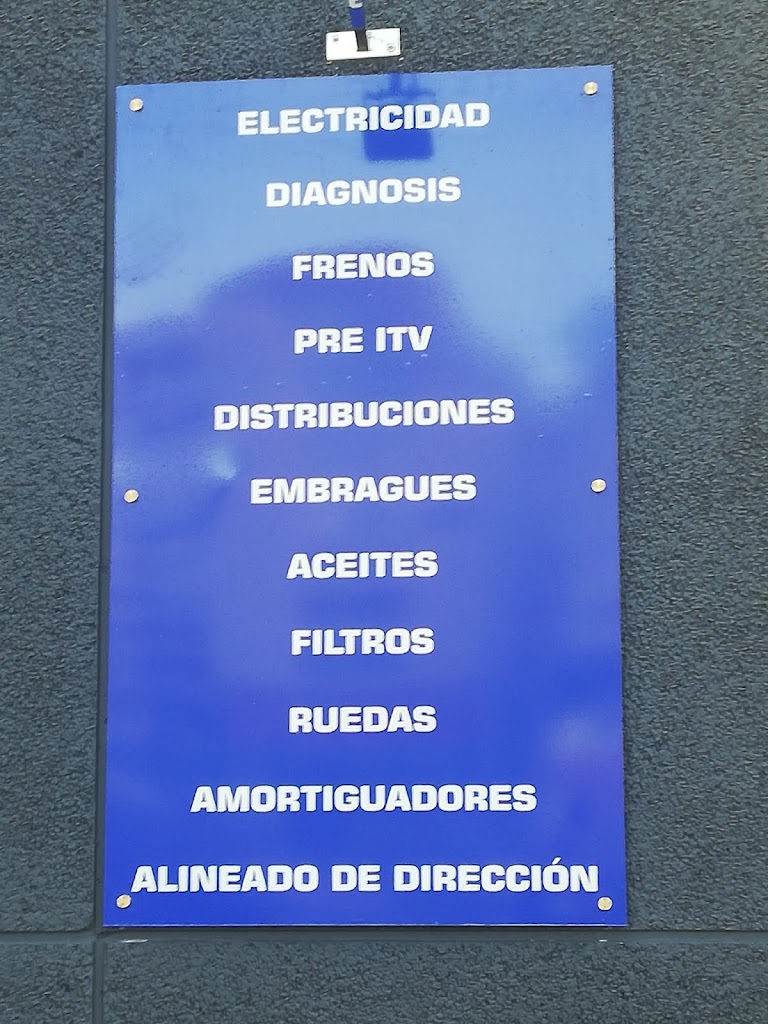 ELECTRICIDAD
DIAGNOSIS
FRENOS
PRE ITV
DISTRIBUCIONES
EMBRAGUES
ACEITES
FILTROS
RUEDAS
AMORTIGUADORES
ALINEADO DE DIRECCIÓN